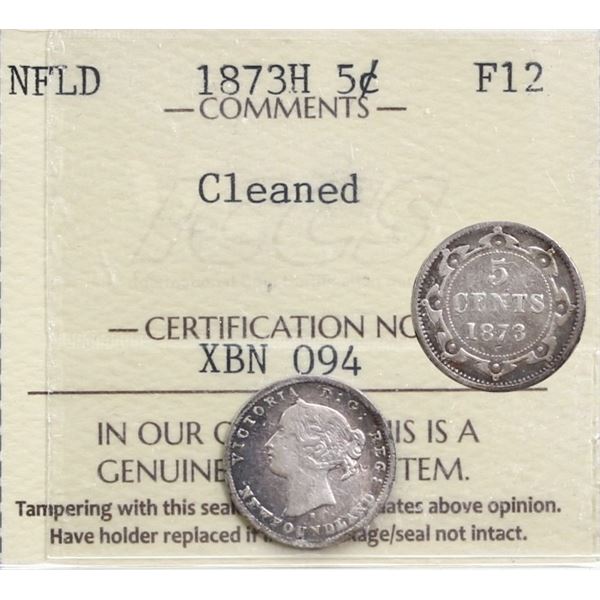 NFLD 1873H 5¢ F12
COMMENTS
Cleaned
5
CENTS
1873
CERTIFICATION NO
XBN 094
VICTORIA D:G: REG:
NEWFOUNDLAND
IN OUR IS IS A
GENUINE TEM.
Tampering with this seal ates above opinion.
Have holder replaced if age/seal not intact.